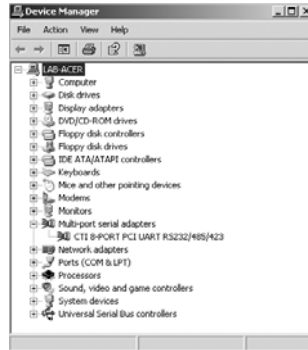 Device Manager
File Action View Help
LAB-ACER
Computer
Disk drives
Display adapters
DVD/CD-ROM drives
Floppy disk controllers
Floppy disk drives
IDE ATA/ATAPI controllers
Keyboards
Mice and other pointing devices
Modems
Monitors
Multi-port serial adapters
CTI 8-PORT PCI UART RS232/485/423
Network adapters
Ports (COM & LPT)
Processors
Sound, video and game controllers
System devices
Universal Serial Bus controllers